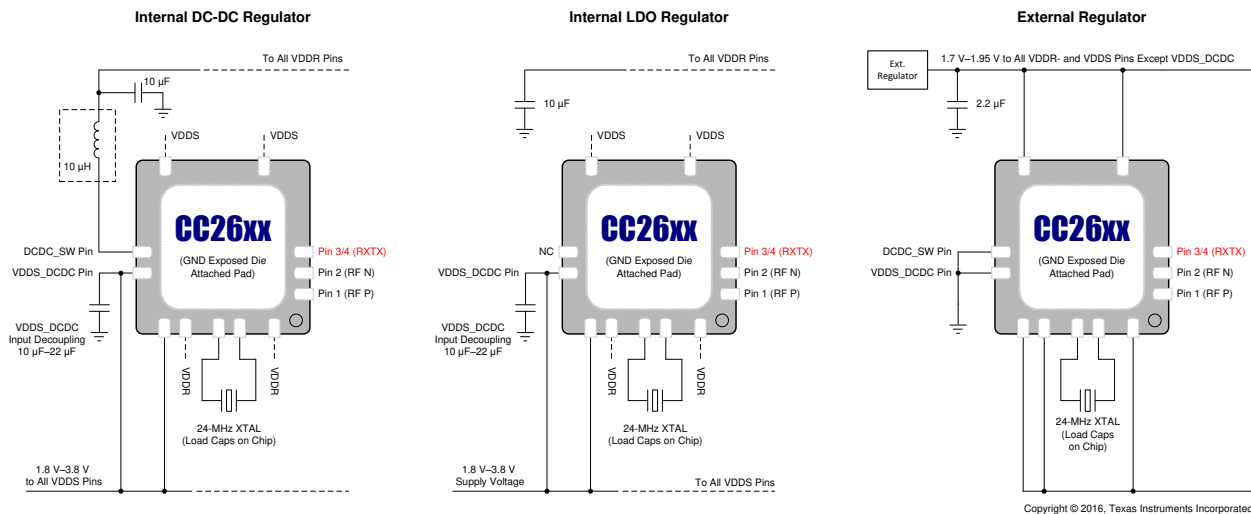 Internal DC-DC Regulator
To All VDDR Pins
10 µF
10 µH
VDDS
VDDS
CC26xx
(GND Exposed Die
Attached Pad)
DCDC_SW Pin
VDDS_DCDC Pin
Pin 3/4 (RXTX)
Pin 2 (RF N)
Pin 1 (RF P)
VDDS_DCDC
Input Decoupling
10 µF–22 µF
VDDR
VDDR
24-MHz XTAL
(Load Caps on Chip)
1.8 V–3.8 V
to All VDDS Pins
Internal LDO Regulator
To All VDDR Pins
10 µF
VDDS
VDDS
CC26xx
(GND Exposed Die
Attached Pad)
NC
VDDS_DCDC Pin
Pin 3/4 (RXTX)
Pin 2 (RF N)
Pin 1 (RF P)
VDDS_DCDC
Input Decoupling
10 µF–22 µF
VDDR
VDDR
24-MHz XTAL
(Load Caps on Chip)
1.8 V–3.8 V
Supply Voltage
To All VDDS Pins
External Regulator
Ext.
Regulator
1.7 V–1.95 V to All VDDR- and VDDS Pins Except VDDS_DCDC
2.2 µF
CC26xx
(GND Exposed Die
Attached Pad)
DCDC_SW Pin
VDDS_DCDC Pin
Pin 3/4 (RXTX)
Pin 2 (RF N)
Pin 1 (RF P)
24-MHz XTAL
(Load Caps
on Chip)
Copyright © 2016, Texas Instruments Incorporated